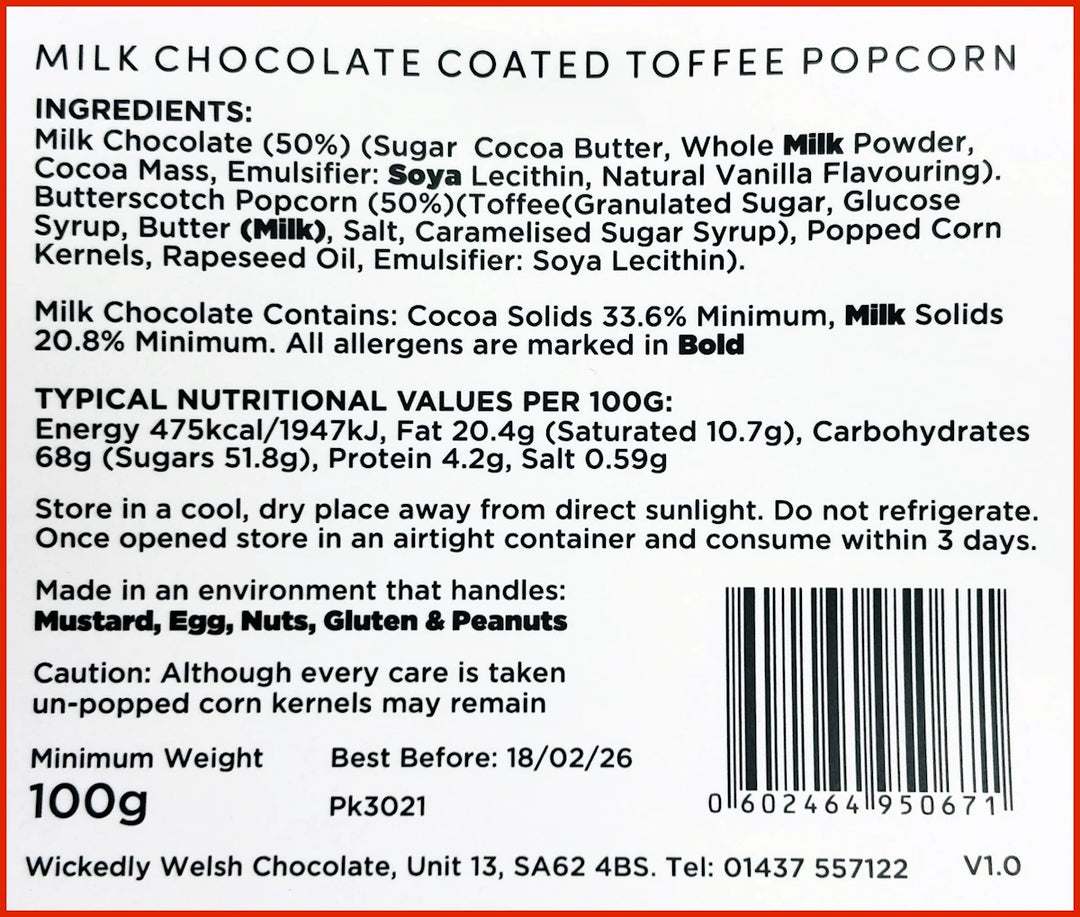 MILK CHOCOLATE COATED TOFFEE POPCORN
INGREDIENTS:
Milk Chocolate (50%) (Sugar Cocoa Butter, Whole Milk Powder,
Cocoa Mass, Emulsifier: Soya Lecithin, Natural Vanilla Flavouring).
Butterscotch Popcorn (50%)(Toffee(Granulated Sugar, Glucose
Syrup, Butter (Milk), Salt, Caramelised Sugar Syrup), Popped Corn
Kernels, Rapeseed Oil, Emulsifier: Soya Lecithin).
Milk Chocolate Contains: Cocoa Solids 33.6% Minimum, Milk Solids
20.8% Minimum. All allergens are marked in Bold
TYPICAL NUTRITIONAL VALUES PER 100G:
Energy 475kcal/1947kJ, Fat 20.4g (Saturated 10.7g), Carbohydrates
68g (Sugars 51.8g), Protein 4.2g, Salt 0.59g
Store in a cool, dry place away from direct sunlight. Do not refrigerate.
Once opened store in an airtight container and consume within 3 days.
Made in an environment that handles:
Mustard, Egg, Nuts, Gluten & Peanuts
Caution: Although every care is taken
un-popped corn kernels may remain
Minimum Weight
100g
Best Before: 18/02/26
Pk3021
0 602464 950671
Wickedly Welsh Chocolate, Unit 13, SA62 4BS. Tel: 01437 557122 V1.0